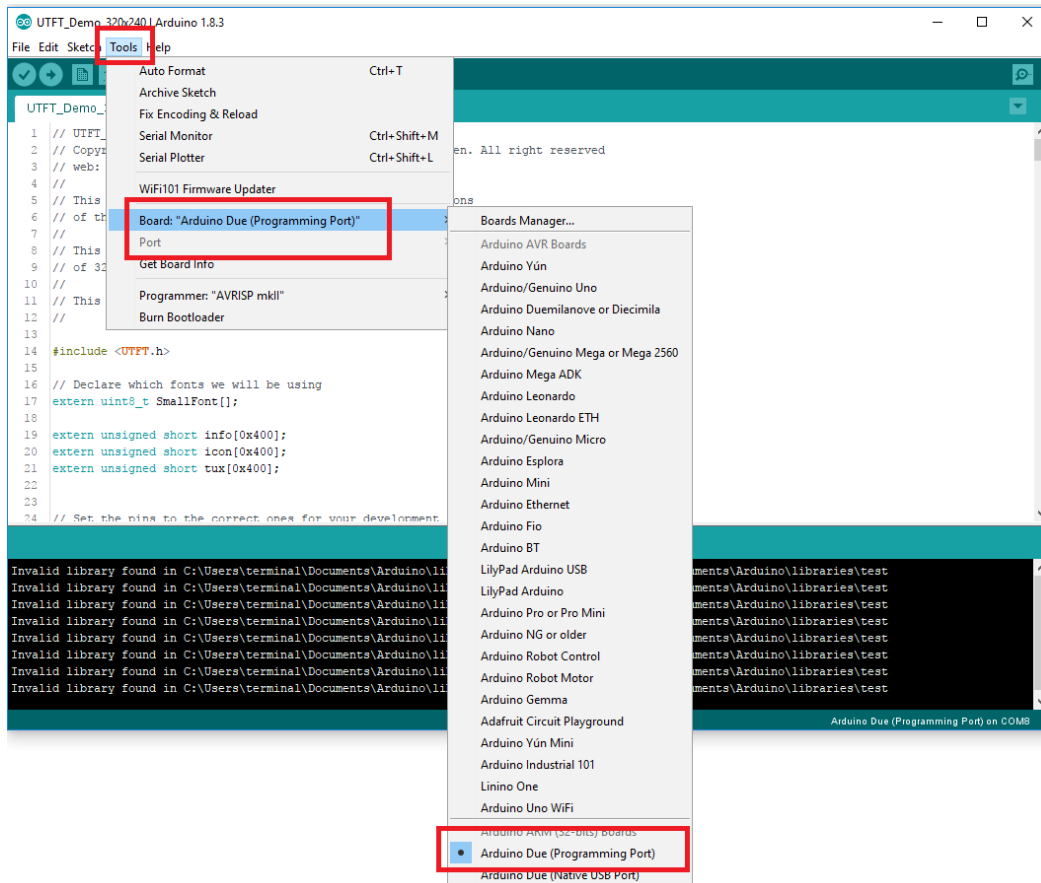 UTFT_Demo_320x240 | Arduino 1.8.3
File Edit Sketch Tools Help
UTFT_Demo_
Auto Format Ctrl+T
Archive Sketch
Fix Encoding & Reload
Serial Monitor Ctrl+Shift+M
Serial Plotter Ctrl+Shift+L
WiFi101 Firmware Updater
Board: "Arduino Due (Programming Port)"
Port
Get Board Info
Programmer: "AVRISP mkII"
Burn Bootloader
1 // UTFT_
2 // Copyr en. All right reserved
3 // web:
4 //
5 // This ons
6 // of th
7 //
8 // This
9 // of 32
10 //
11 // This
12 //
13
14 #include <UTFT.h>
15
16 // Declare which fonts we will be using
17 extern uint8_t SmallFont[];
18
19 extern unsigned short info[0x400];
20 extern unsigned short icon[0x400];
21 extern unsigned short tux[0x400];
22
23
24 // Set the pins to the correct ones for your development
Boards Manager...
Arduino AVR Boards
Arduino Yún
Arduino/Genuino Uno
Arduino Duemilanove or Diecimila
Arduino Nano
Arduino/Genuino Mega or Mega 2560
Arduino Mega ADK
Arduino Leonardo
Arduino Leonardo ETH
Arduino/Genuino Micro
Arduino Esplora
Arduino Mini
Arduino Ethernet
Arduino Fio
Arduino BT
LilyPad Arduino USB
LilyPad Arduino
Arduino Pro or Pro Mini
Arduino NG or older
Arduino Robot Control
Arduino Robot Motor
Arduino Gemma
Adafruit Circuit Playground
Arduino Yún Mini
Arduino Industrial 101
Linino One
Arduino Uno WiFi
Arduino ARM (32-bits) Boards
Arduino Due (Programming Port)
Arduino Due (Native USB Port)
Invalid library found in C:\Users\terminal\Documents\Arduino\li ments\Arduino\libraries\test
Invalid library found in C:\Users\terminal\Documents\Arduino\li ments\Arduino\libraries\test
Invalid library found in C:\Users\terminal\Documents\Arduino\li ments\Arduino\libraries\test
Invalid library found in C:\Users\terminal\Documents\Arduino\li ments\Arduino\libraries\test
Invalid library found in C:\Users\terminal\Documents\Arduino\li ments\Arduino\libraries\test
Invalid library found in C:\Users\terminal\Documents\Arduino\li ments\Arduino\libraries\test
Invalid library found in C:\Users\terminal\Documents\Arduino\li ments\Arduino\libraries\test
Invalid library found in C:\Users\terminal\Documents\Arduino\li ments\Arduino\libraries\test
Arduino Due (Programming Port) on COM8